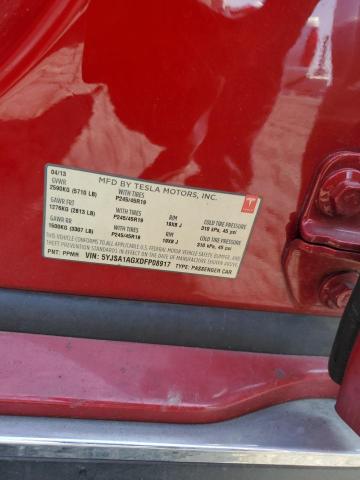 MFD BY TESLA MOTORS, INC.
04/13
GVWR
2590KG (5710 LB)
WITH TIRES
P245/45R19
GAWR FRT
1276KG (2813 LB)
WITH TIRES
P245/45R19
RIM
19X8 J
COLD TIRE PRESSURE
310 kPa, 45 psi
GAWR RR
1500KG (3307 LB)
WITH TIRES
P245/45R19
RIM
19X8 J
COLD TIRE PRESSURE
310 kPa, 45 psi
THIS VEHICLE CONFORMS TO ALL APPLICABLE U.S. FEDERAL MOTOR VEHICLE SAFETY, BUMPER, AND
THEFT PREVENTION STANDARDS IN EFFECT ON THE DATE OF MANUFACTURE SHOWN ABOVE.
PNT: PPMR VIN: 5YJSA1AGXDFP08917 TYPE: PASSENGER CAR